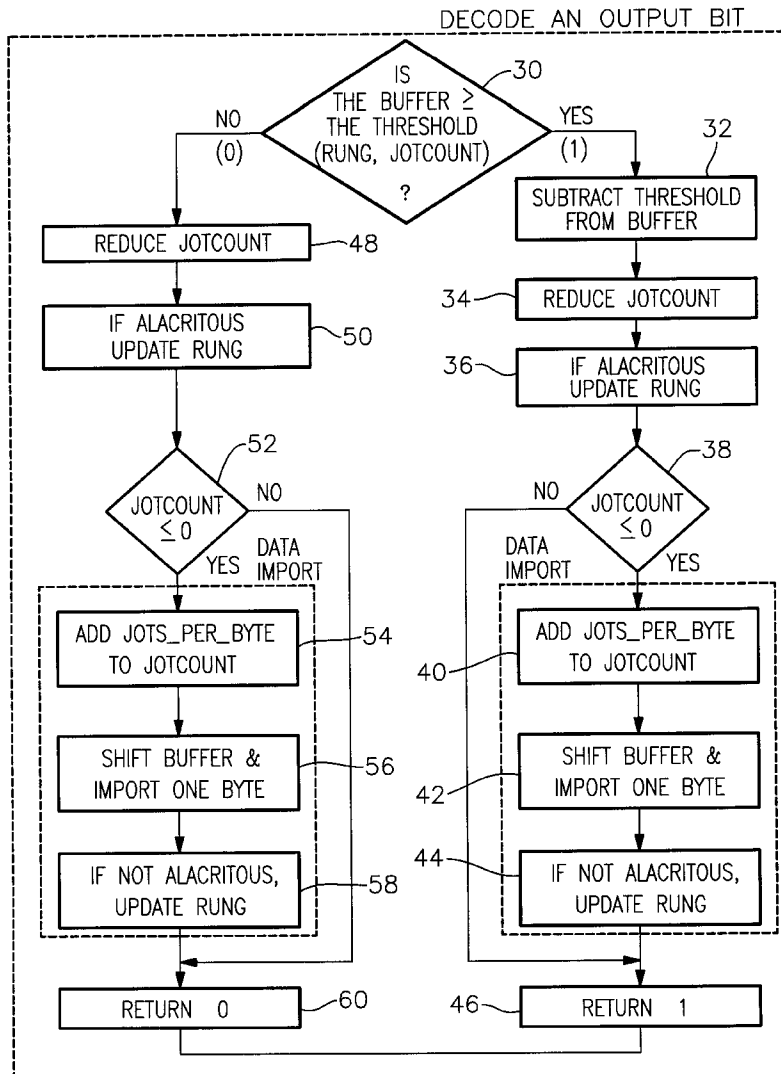 DECODE AN OUTPUT BIT
30
IS
THE BUFFER ≥
THE THRESHOLD
(RUNG, JOTCOUNT)
?
NO
(0)
YES
(1)
32
SUBTRACT THRESHOLD
FROM BUFFER
REDUCE JOTCOUNT
48
34
REDUCE JOTCOUNT
IF ALACRITOUS
UPDATE RUNG
50
36
IF ALACRITOUS
UPDATE RUNG
52
JOTCOUNT
≤ 0
NO
YES
DATA
IMPORT
38
JOTCOUNT
≤ 0
NO
YES
DATA
IMPORT
ADD JOTS_PER_BYTE
TO JOTCOUNT
54
ADD JOTS_PER_BYTE
TO JOTCOUNT
40
SHIFT BUFFER &
IMPORT ONE BYTE
56
SHIFT BUFFER &
IMPORT ONE BYTE
42
IF NOT ALACRITOUS,
UPDATE RUNG
58
44
IF NOT ALACRITOUS,
UPDATE RUNG
RETURN 0
60
46
RETURN 1